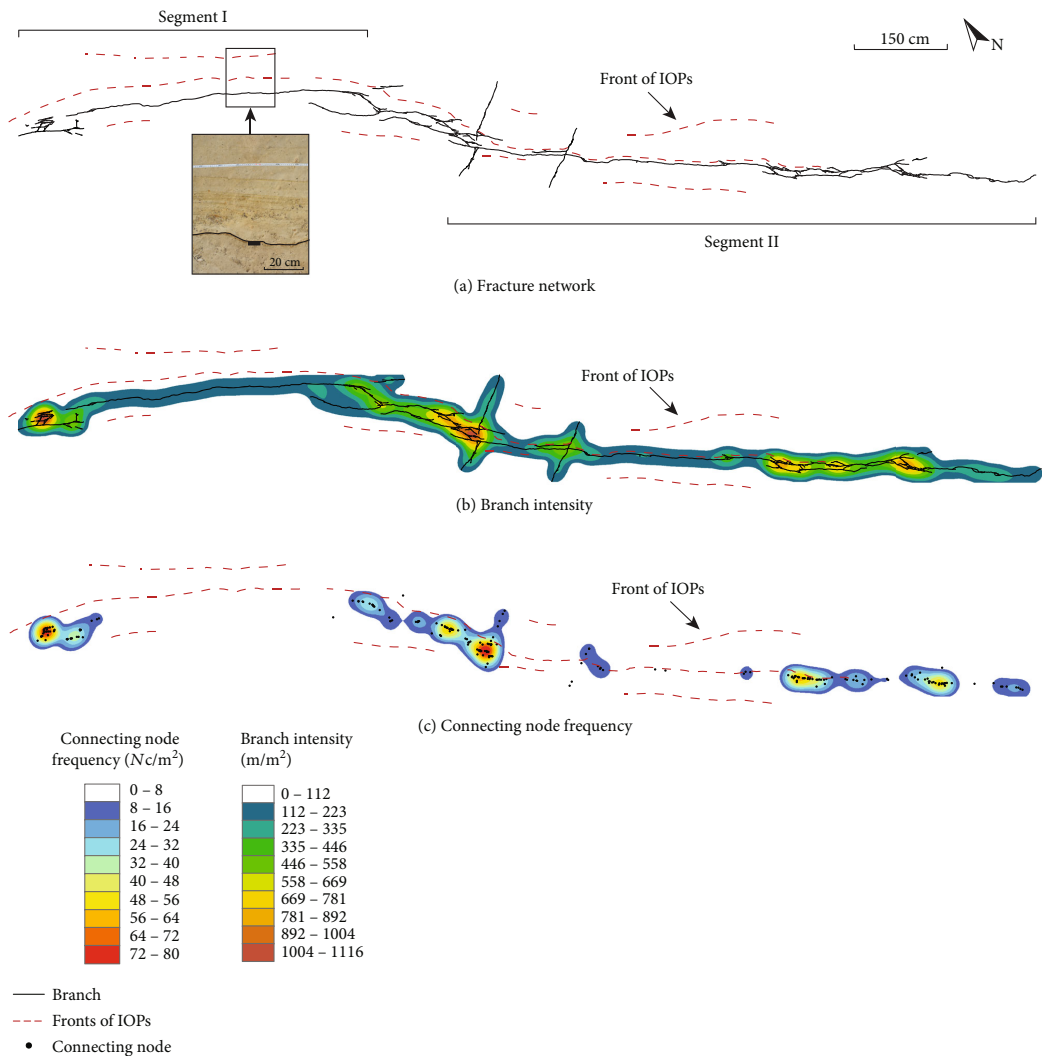 Segment I
150 cm
N
Front of IOPs
20 cm
Segment II
(a) Fracture network
Front of IOPs
(b) Branch intensity
Front of IOPs
(c) Connecting node frequency
Connecting node
frequency (Nc/m²)
0 – 8
8 – 16
16 – 24
24 – 32
32 – 40
40 – 48
48 – 56
56 – 64
64 – 72
72 – 80
Branch intensity
(m/m²)
0 – 112
112 – 223
223 – 335
335 – 446
446 – 558
558 – 669
669 – 781
781 – 892
892 – 1004
1004 – 1116
Branch
Fronts of IOPs
Connecting node